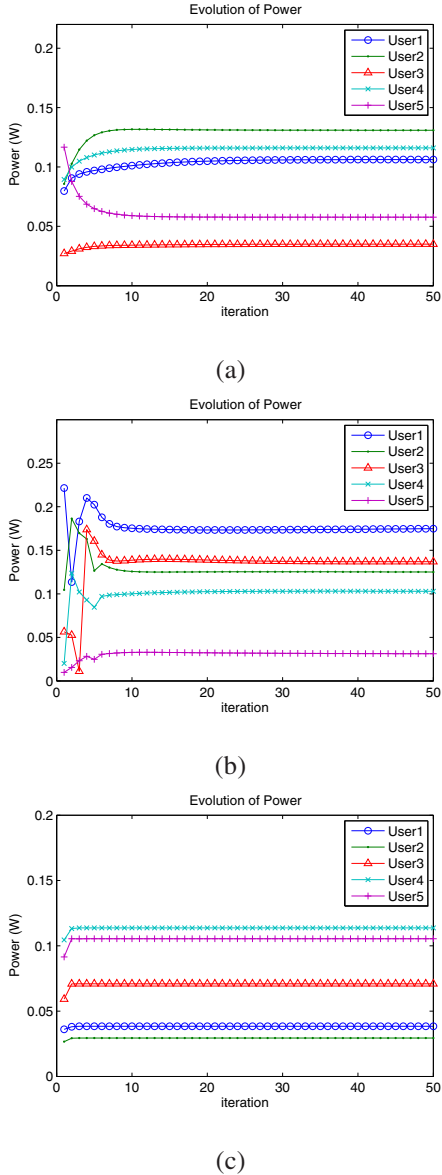 Evolution of Power
0.2
0.15
0.1
0.05
0
Power (W)
User1
User2
User3
User4
User5
0 10 20 30 40 50
iteration
(a)
Evolution of Power
0.25
0.2
0.15
0.1
0.05
0
Power (W)
User1
User2
User3
User4
User5
0 10 20 30 40 50
iteration
(b)
Evolution of Power
0.2
0.15
0.1
0.05
0
Power (W)
User1
User2
User3
User4
User5
0 10 20 30 40 50
iteration
(c)